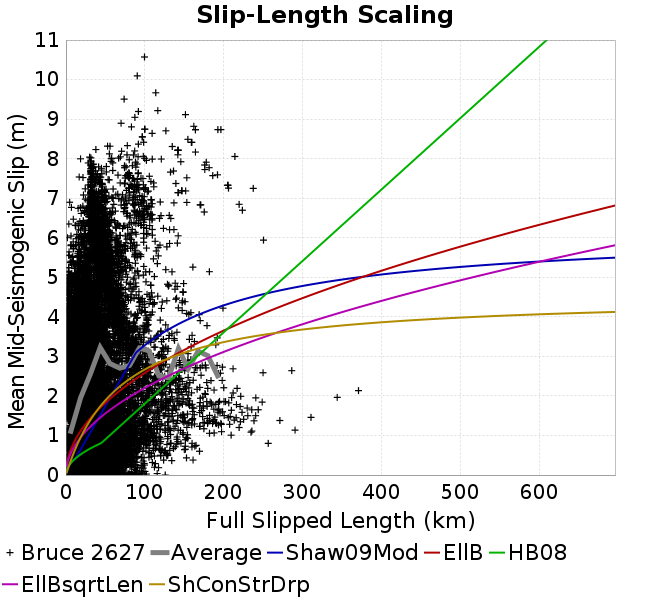 Slip-Length Scaling
Mean Mid-Seismogenic Slip (m)
11
10
9
8
7
6
5
4
3
2
1
0
0 100 200 300 400 500 600
Full Slipped Length (km)
Bruce 2627 Average Shaw09Mod EllB HB08
EllBsqrtLen ShConStrDrp